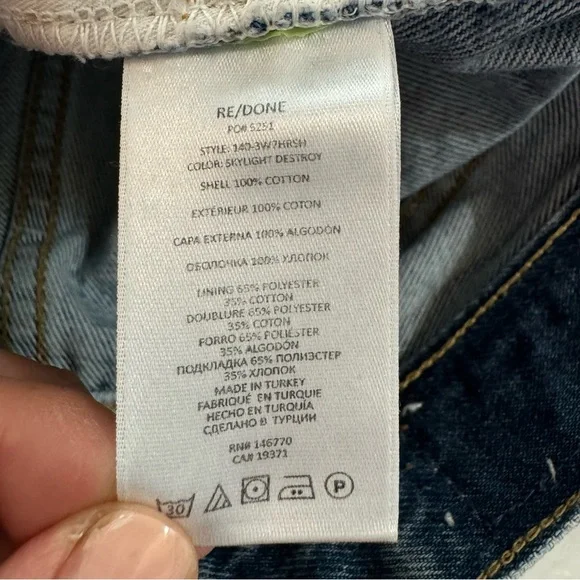 RE/DONE
PO# 5251
STYLE: 140-3W7HRSH
COLOR: SKYLIGHT DESTROY
SHELL 100% COTTON
EXTÉRIEUR 100% COTON
CAPA EXTERNA 100% ALGODÓN
ОБОЛОЧКА 100% ХЛОПОК
LINING 65% POLYESTER
35% COTTON
DOUBLURE 65% POLYESTER
35% COTON
FORRO 65% POLIESTER
35% ALGODÓN
ПОДКЛАДКА 65% ПОЛИЭСТЕР
35% ХЛОПОК
MADE IN TURKEY
FABRIQUÉ EN TURQUIE
HECHO EN TURQUÍA
СДЕЛАНО В ТУРЦИИ
RN# 146770
CA# 19371
30 P